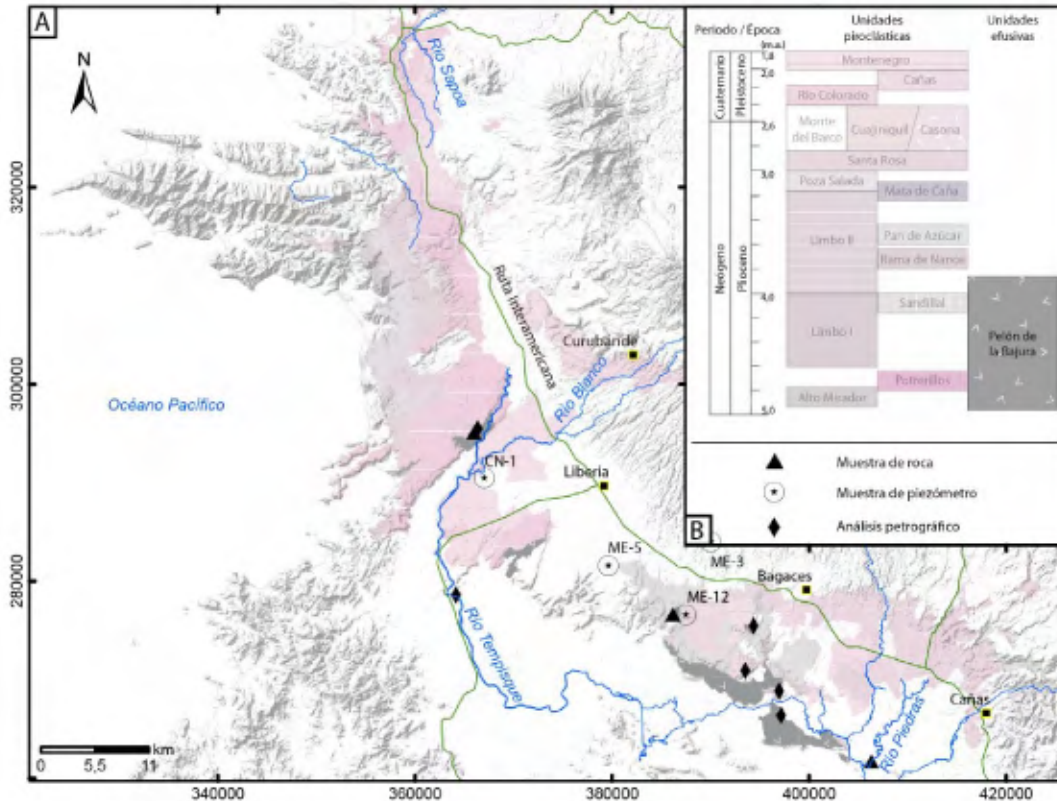 A
N
Río Sapoa
320000
Ruta Interamericana
Curubandé
Río Blanco
300000
Océano Pacífico
CN-1
Liberia
ME-5
ME-3
280000
Bagaces
ME-12
Río Tempisque
Cañas
Río Piedras
km
0 5,5 11
340000 360000 380000 400000 420000
Periodo / Época
Unidades
piroclásticas
Unidades
efusivas
(m.a.)
Cuaternario
Pleistoceno
Neógeno
Plioceno
2,0
2,6
3,0
4,0
5,0
Montenegro
Cañas
Río Colorado
Monte
del Barco
Cuajiniquil
Casona
Santa Rosa
Poza Salada
Mata de Caña
Limbo II
Pan de Azúcar
Rama de Nance
Sandillal
Limbo I
Pelón de
la Bajura
Potrerillos
Alto Mirador
Muestra de roca
Muestra de piezómetro
Análisis petrográfico
B